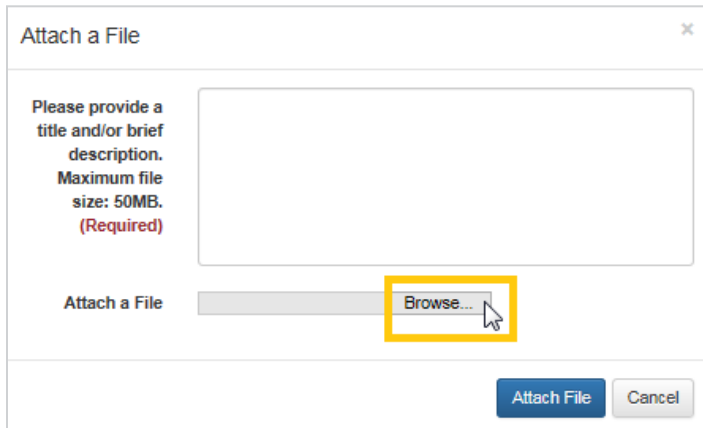 Attach a File
×
Please provide a
title and/or brief
description.
Maximum file
size: 50MB.
(Required)
Attach a File
Browse...
Attach File
Cancel